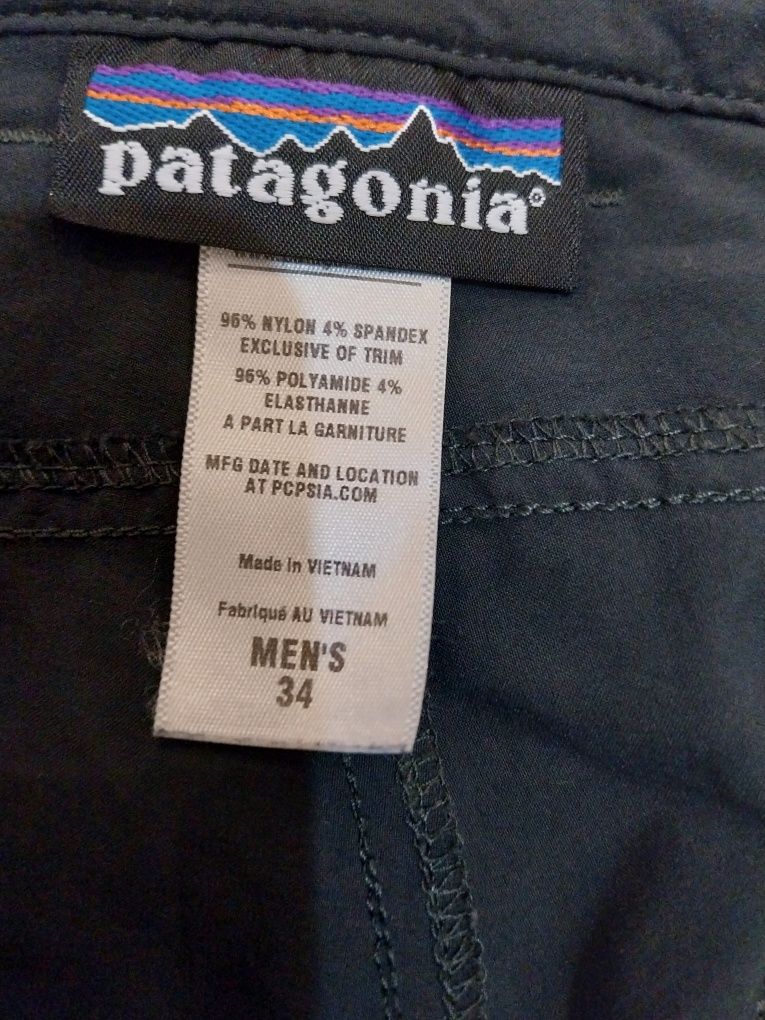 patagonia®
96% NYLON 4% SPANDEX
EXCLUSIVE OF TRIM
96% POLYAMIDE 4%
ELASTHANNE
A PART LA GARNITURE
MFG DATE AND LOCATION
AT PCPSIA.COM
Made in VIETNAM
Fabriqué AU VIETNAM
MEN'S
34